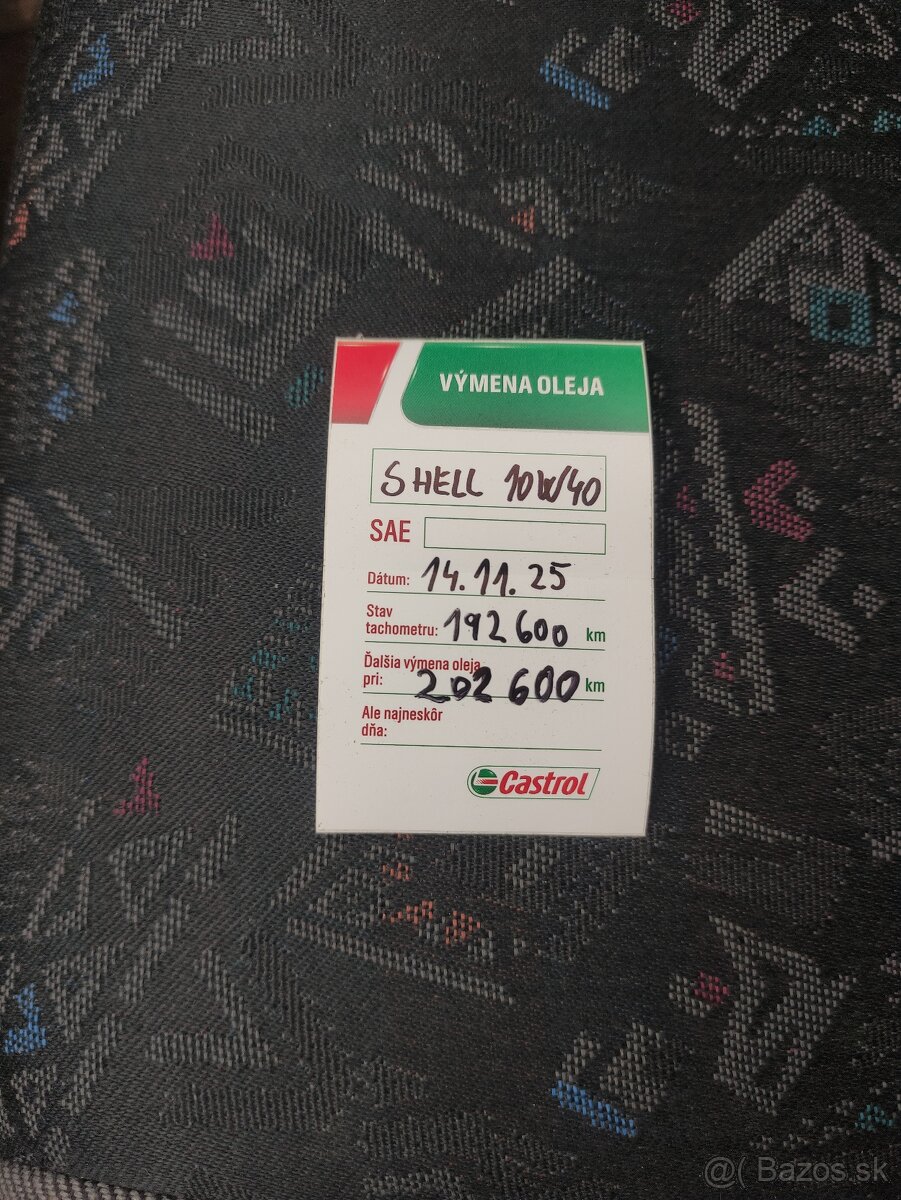 VÝMENA OLEJA
SHELL 10W40
SAE
Dátum: 14.11.25
Stav
tachometru: 192 600 km
Ďalšia výmena oleja
pri: 202 600 km
Ale najneskôr
dňa:
Castrol
@( Bazos.sk